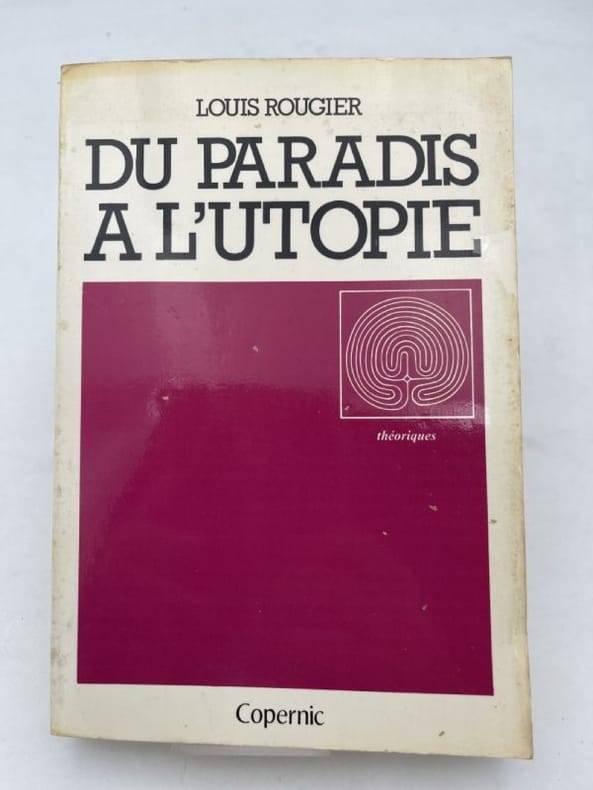 LOUIS ROUGIER
DU PARADIS
A L'UTOPIE
théoriques
Copernic